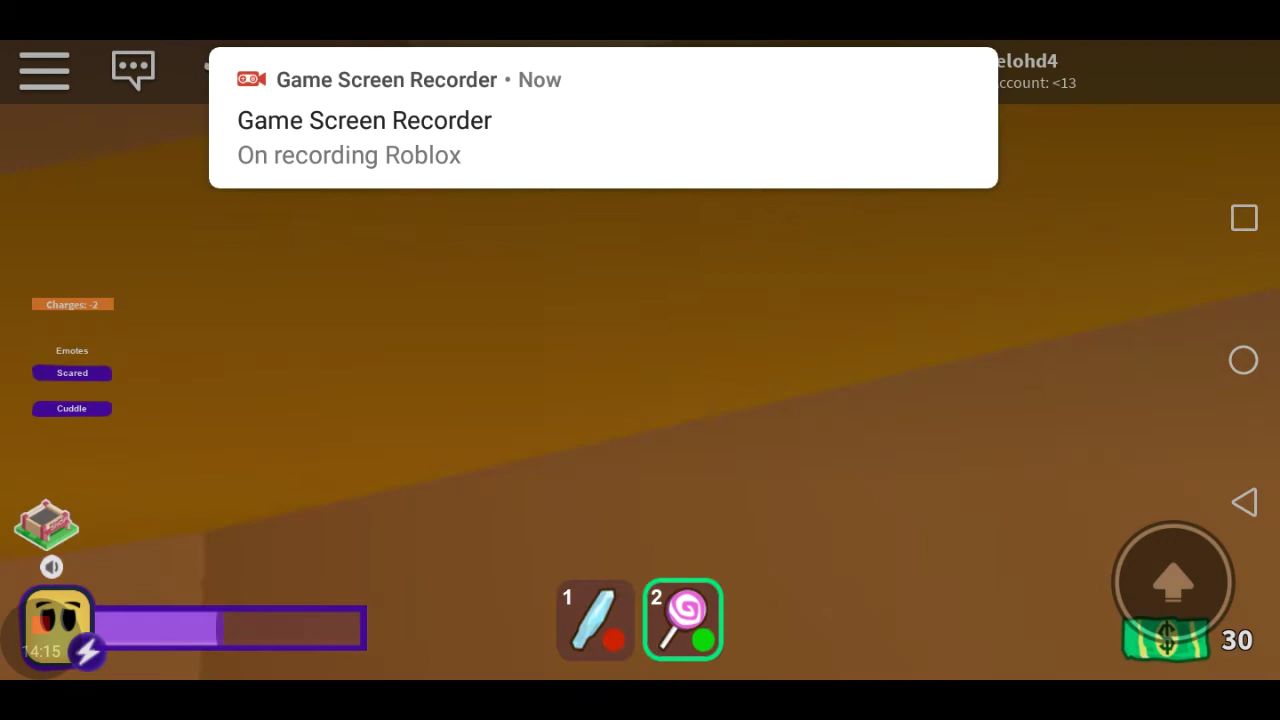 Game Screen Recorder • Now
Game Screen Recorder
On recording Roblox
elohd4
ccount: <13
Charges: -2
Emotes
Scared
Cuddle
1
2
14:15
30